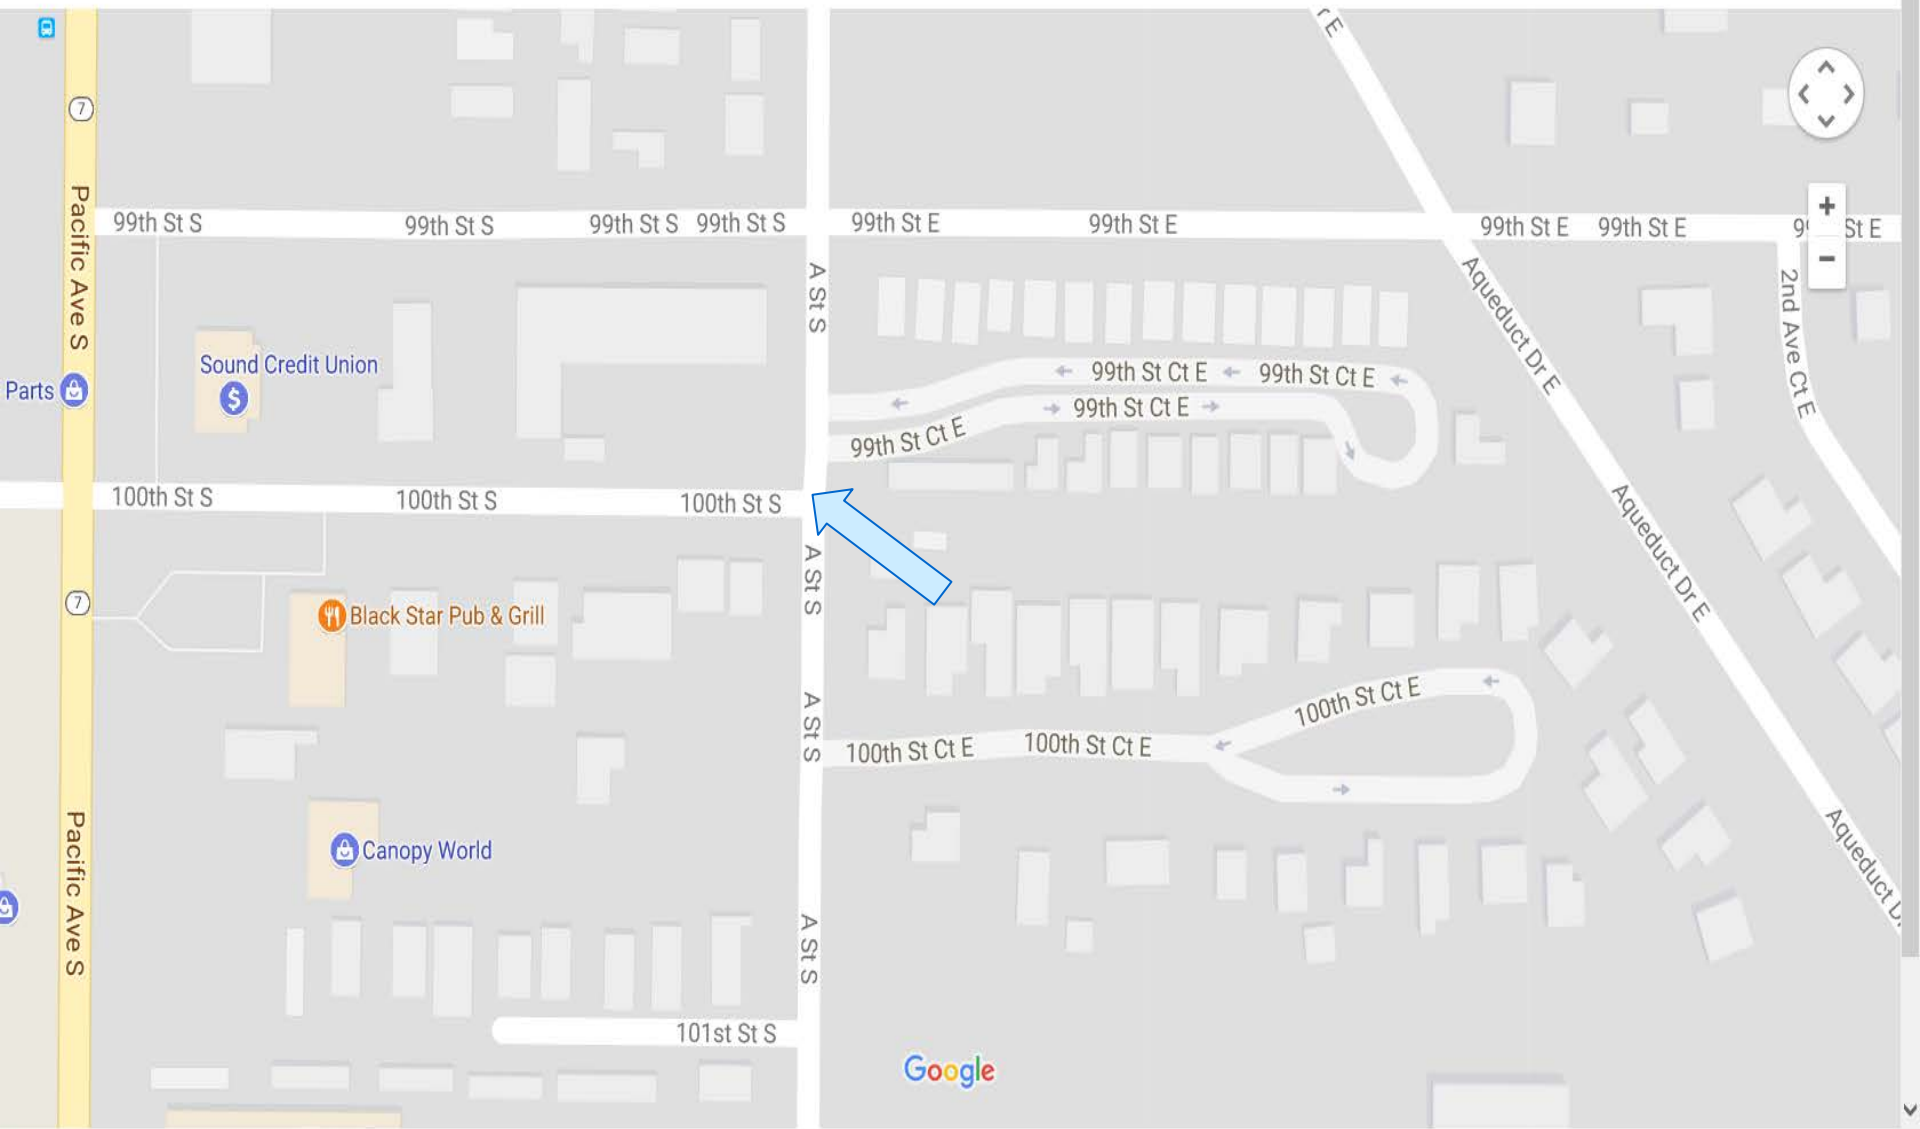 r E
7
Pacific Ave S
99th St S
99th St S
99th St S
99th St S
99th St E
99th St E
99th St E
99th St E
St E
+
−
A St S
Aqueduct Dr E
2nd Ave Ct E
Parts
Sound Credit Union
$
99th St Ct E
99th St Ct E
99th St Ct E
99th St Ct E
100th St S
100th St S
100th St S
Aqueduct Dr E
A St S
7
Black Star Pub & Grill
100th St Ct E
A St S
100th St Ct E
100th St Ct E
Pacific Ave S
Canopy World
Aqueduct
A St S
101st St S
Google